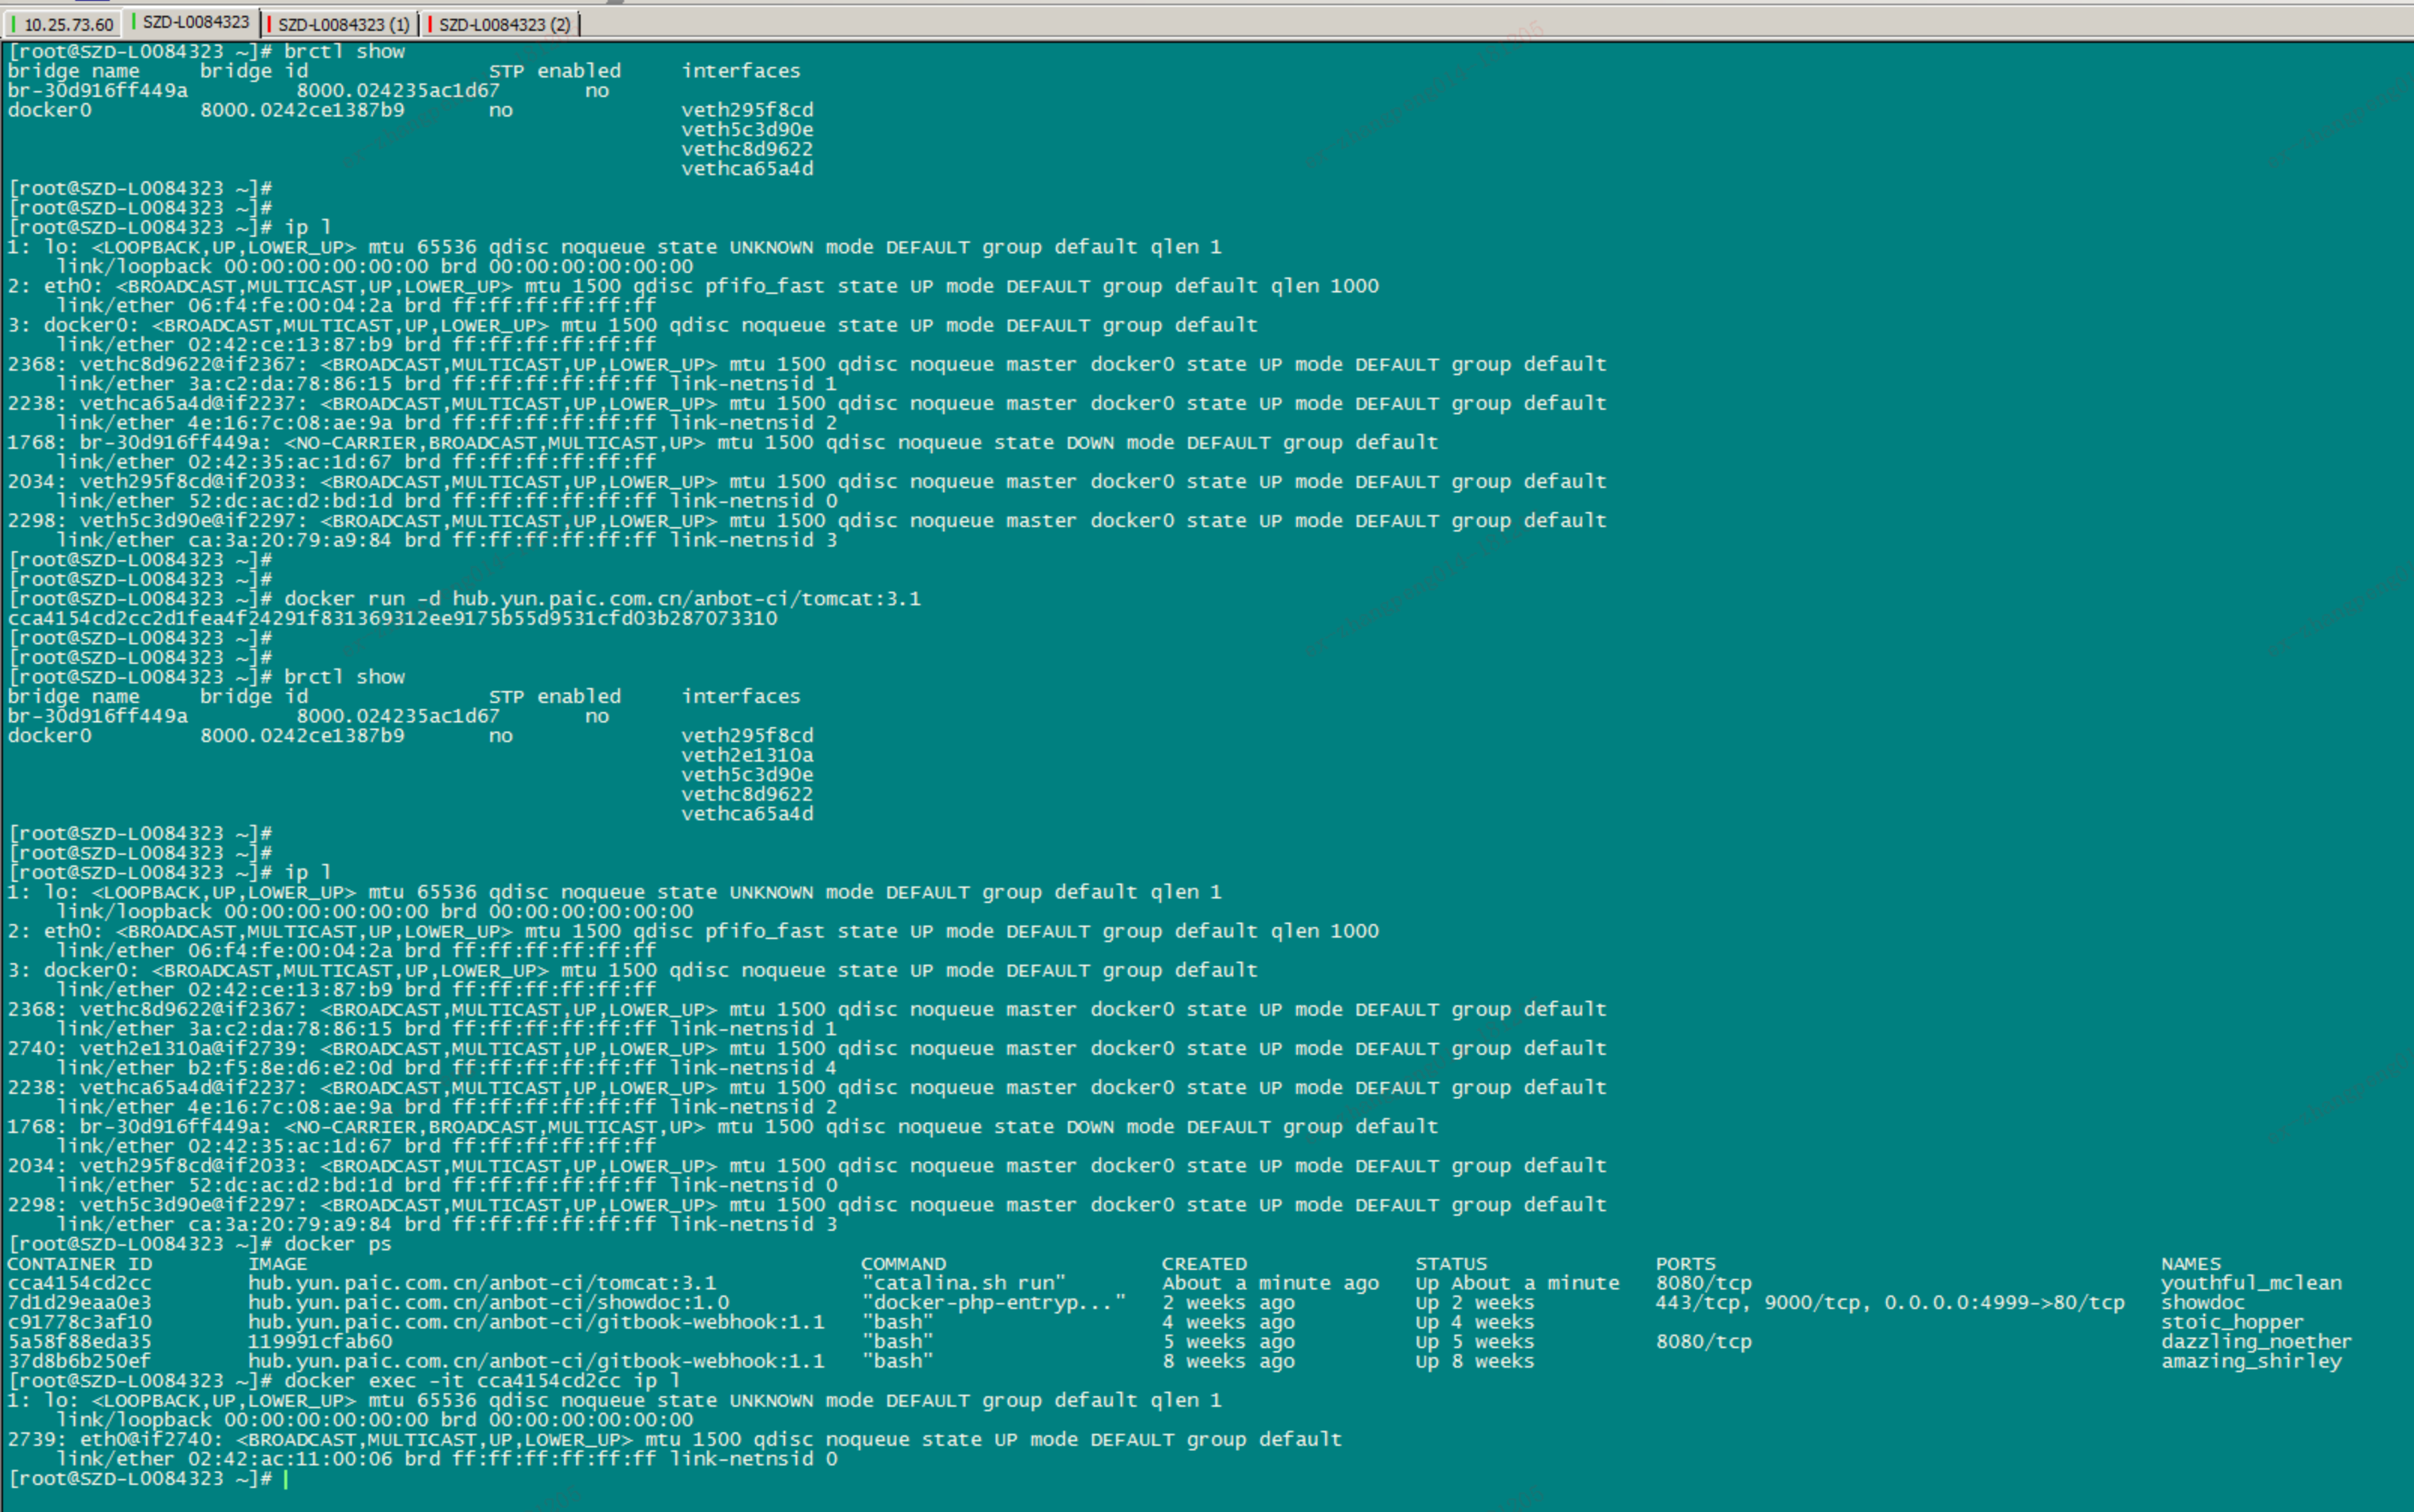 10.25.73.60 SZD-L0084323 SZD-L0084323 (1) SZD-L0084323 (2)
[root@SZD-L0084323 ~]# brctl show
bridge name bridge id STP enabled interfaces
br-30d916ff449a 8000.024235ac1d67 no
docker0 8000.0242ce1387b9 no veth295f8cd
veth5c3d90e
vethc8d9622
vethca65a4d
[root@SZD-L0084323 ~]#
[root@SZD-L0084323 ~]#
[root@SZD-L0084323 ~]# ip l
1: lo: <LOOPBACK,UP,LOWER_UP> mtu 65536 qdisc noqueue state UNKNOWN mode DEFAULT group default qlen 1
link/loopback 00:00:00:00:00:00 brd 00:00:00:00:00:00
2: eth0: <BROADCAST,MULTICAST,UP,LOWER_UP> mtu 1500 qdisc pfifo_fast state UP mode DEFAULT group default qlen 1000
link/ether 06:f4:fe:00:04:2a brd ff:ff:ff:ff:ff:ff
3: docker0: <BROADCAST,MULTICAST,UP,LOWER_UP> mtu 1500 qdisc noqueue state UP mode DEFAULT group default
link/ether 02:42:ce:13:87:b9 brd ff:ff:ff:ff:ff:ff
2368: vethc8d9622@if2367: <BROADCAST,MULTICAST,UP,LOWER_UP> mtu 1500 qdisc noqueue master docker0 state UP mode DEFAULT group default
link/ether 3a:c2:da:78:86:15 brd ff:ff:ff:ff:ff:ff link-netnsid 1
2238: vethca65a4d@if2237: <BROADCAST,MULTICAST,UP,LOWER_UP> mtu 1500 qdisc noqueue master docker0 state UP mode DEFAULT group default
link/ether 4e:16:7c:08:ae:9a brd ff:ff:ff:ff:ff:ff link-netnsid 2
1768: br-30d916ff449a: <NO-CARRIER,BROADCAST,MULTICAST,UP> mtu 1500 qdisc noqueue state DOWN mode DEFAULT group default
link/ether 02:42:35:ac:1d:67 brd ff:ff:ff:ff:ff:ff
2034: veth295f8cd@if2033: <BROADCAST,MULTICAST,UP,LOWER_UP> mtu 1500 qdisc noqueue master docker0 state UP mode DEFAULT group default
link/ether 52:dc:ac:d2:bd:1d brd ff:ff:ff:ff:ff:ff link-netnsid 0
2298: veth5c3d90e@if2297: <BROADCAST,MULTICAST,UP,LOWER_UP> mtu 1500 qdisc noqueue master docker0 state UP mode DEFAULT group default
link/ether ca:3a:20:79:a9:84 brd ff:ff:ff:ff:ff:ff link-netnsid 3
[root@SZD-L0084323 ~]#
[root@SZD-L0084323 ~]#
[root@SZD-L0084323 ~]# docker run -d hub.yun.paic.com.cn/anbot-ci/tomcat:3.1
cca4154cd2cc2d1fea4f24291f831369312ee9175b55d9531cfd03b287073310
[root@SZD-L0084323 ~]#
[root@SZD-L0084323 ~]#
[root@SZD-L0084323 ~]# brctl show
bridge name bridge id STP enabled interfaces
br-30d916ff449a 8000.024235ac1d67 no
docker0 8000.0242ce1387b9 no veth295f8cd
veth2e1310a
veth5c3d90e
vethc8d9622
vethca65a4d
[root@SZD-L0084323 ~]#
[root@SZD-L0084323 ~]#
[root@SZD-L0084323 ~]# ip l
1: lo: <LOOPBACK,UP,LOWER_UP> mtu 65536 qdisc noqueue state UNKNOWN mode DEFAULT group default qlen 1
link/loopback 00:00:00:00:00:00 brd 00:00:00:00:00:00
2: eth0: <BROADCAST,MULTICAST,UP,LOWER_UP> mtu 1500 qdisc pfifo_fast state UP mode DEFAULT group default qlen 1000
link/ether 06:f4:fe:00:04:2a brd ff:ff:ff:ff:ff:ff
3: docker0: <BROADCAST,MULTICAST,UP,LOWER_UP> mtu 1500 qdisc noqueue state UP mode DEFAULT group default
link/ether 02:42:ce:13:87:b9 brd ff:ff:ff:ff:ff:ff
2368: vethc8d9622@if2367: <BROADCAST,MULTICAST,UP,LOWER_UP> mtu 1500 qdisc noqueue master docker0 state UP mode DEFAULT group default
link/ether 3a:c2:da:78:86:15 brd ff:ff:ff:ff:ff:ff link-netnsid 1
2740: veth2e1310a@if2739: <BROADCAST,MULTICAST,UP,LOWER_UP> mtu 1500 qdisc noqueue master docker0 state UP mode DEFAULT group default
link/ether b2:f5:8e:d6:e2:0d brd ff:ff:ff:ff:ff:ff link-netnsid 4
2238: vethca65a4d@if2237: <BROADCAST,MULTICAST,UP,LOWER_UP> mtu 1500 qdisc noqueue master docker0 state UP mode DEFAULT group default
link/ether 4e:16:7c:08:ae:9a brd ff:ff:ff:ff:ff:ff link-netnsid 2
1768: br-30d916ff449a: <NO-CARRIER,BROADCAST,MULTICAST,UP> mtu 1500 qdisc noqueue state DOWN mode DEFAULT group default
link/ether 02:42:35:ac:1d:67 brd ff:ff:ff:ff:ff:ff
2034: veth295f8cd@if2033: <BROADCAST,MULTICAST,UP,LOWER_UP> mtu 1500 qdisc noqueue master docker0 state UP mode DEFAULT group default
link/ether 52:dc:ac:d2:bd:1d brd ff:ff:ff:ff:ff:ff link-netnsid 0
2298: veth5c3d90e@if2297: <BROADCAST,MULTICAST,UP,LOWER_UP> mtu 1500 qdisc noqueue master docker0 state UP mode DEFAULT group default
link/ether ca:3a:20:79:a9:84 brd ff:ff:ff:ff:ff:ff link-netnsid 3
[root@SZD-L0084323 ~]# docker ps
CONTAINER ID IMAGE COMMAND CREATED STATUS PORTS NAMES
cca4154cd2cc hub.yun.paic.com.cn/anbot-ci/tomcat:3.1 "catalina.sh run" About a minute ago Up About a minute 8080/tcp youthful_mclean
7d1d29eaa0e3 hub.yun.paic.com.cn/anbot-ci/showdoc:1.0 "docker-php-entryp..." 2 weeks ago Up 2 weeks 443/tcp, 9000/tcp, 0.0.0.0:4999->80/tcp showdoc
c91778c3af10 hub.yun.paic.com.cn/anbot-ci/gitbook-webhook:1.1 "bash" 4 weeks ago Up 4 weeks stoic_hopper
5a58f88eda35 119991cfab60 "bash" 5 weeks ago Up 5 weeks 8080/tcp dazzling_noether
37d8b6b250ef hub.yun.paic.com.cn/anbot-ci/gitbook-webhook:1.1 "bash" 8 weeks ago Up 8 weeks amazing_shirley
[root@SZD-L0084323 ~]# docker exec -it cca4154cd2cc ip l
1: lo: <LOOPBACK,UP,LOWER_UP> mtu 65536 qdisc noqueue state UNKNOWN mode DEFAULT group default qlen 1
link/loopback 00:00:00:00:00:00 brd 00:00:00:00:00:00
2739: eth0@if2740: <BROADCAST,MULTICAST,UP,LOWER_UP> mtu 1500 qdisc noqueue state UP mode DEFAULT group default
link/ether 02:42:ac:11:00:06 brd ff:ff:ff:ff:ff:ff link-netnsid 0
[root@SZD-L0084323 ~]#